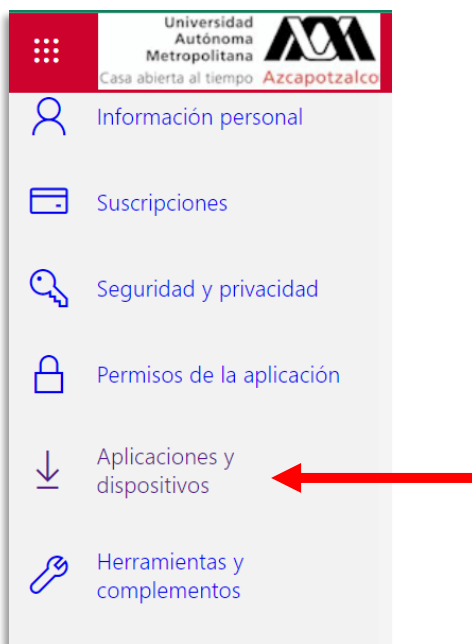 Universidad
Autónoma
Metropolitana
Casa abierta al tiempo Azcapotzalco
Información personal
Suscripciones
Seguridad y privacidad
Permisos de la aplicación
Aplicaciones y
dispositivos
Herramientas y
complementos